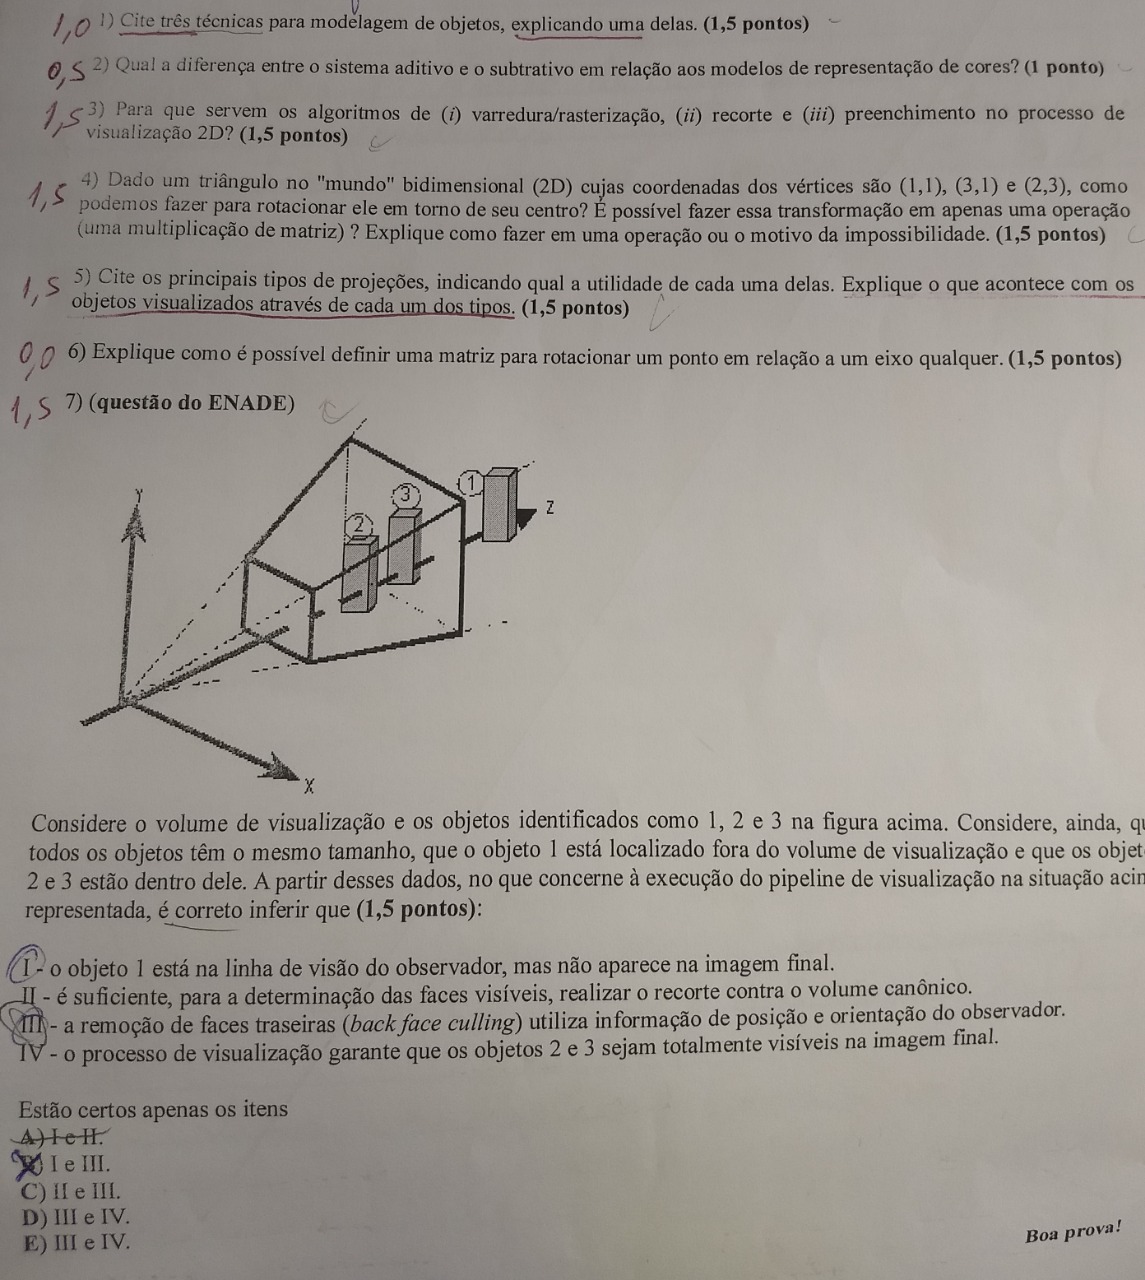 1,0 1) Cite três técnicas para modelagem de objetos, explicando uma delas. (1,5 pontos)
0,5 2) Qual a diferença entre o sistema aditivo e o subtrativo em relação aos modelos de representação de cores? (1 ponto)
1,5 3) Para que servem os algoritmos de (i) varredura/rasterização, (ii) recorte e (iii) preenchimento no processo de
visualização 2D? (1,5 pontos)
1,5 4) Dado um triângulo no "mundo" bidimensional (2D) cujas coordenadas dos vértices são (1,1), (3,1) e (2,3), como
podemos fazer para rotacionar ele em torno de seu centro? É possível fazer essa transformação em apenas uma operação
(uma multiplicação de matriz) ? Explique como fazer em uma operação ou o motivo da impossibilidade. (1,5 pontos)
1,5 5) Cite os principais tipos de projeções, indicando qual a utilidade de cada uma delas. Explique o que acontece com os
objetos visualizados através de cada um dos tipos. (1,5 pontos)
0,0 6) Explique como é possível definir uma matriz para rotacionar um ponto em relação a um eixo qualquer. (1,5 pontos)
1,5 7) (questão do ENADE)
1
3
Y
Z
2
X
Considere o volume de visualização e os objetos identificados como 1, 2 e 3 na figura acima. Considere, ainda, qu
todos os objetos têm o mesmo tamanho, que o objeto 1 está localizado fora do volume de visualização e que os objet
2 e 3 estão dentro dele. A partir desses dados, no que concerne à execução do pipeline de visualização na situação acim
representada, é correto inferir que (1,5 pontos):
I - o objeto 1 está na linha de visão do observador, mas não aparece na imagem final.
II - é suficiente, para a determinação das faces visíveis, realizar o recorte contra o volume canônico.
III - a remoção de faces traseiras (back face culling) utiliza informação de posição e orientação do observador.
IV - o processo de visualização garante que os objetos 2 e 3 sejam totalmente visíveis na imagem final.
Estão certos apenas os itens
A) I e II.
B) I e III.
C) II e III.
D) III e IV.
E) III e IV.
Boa prova!